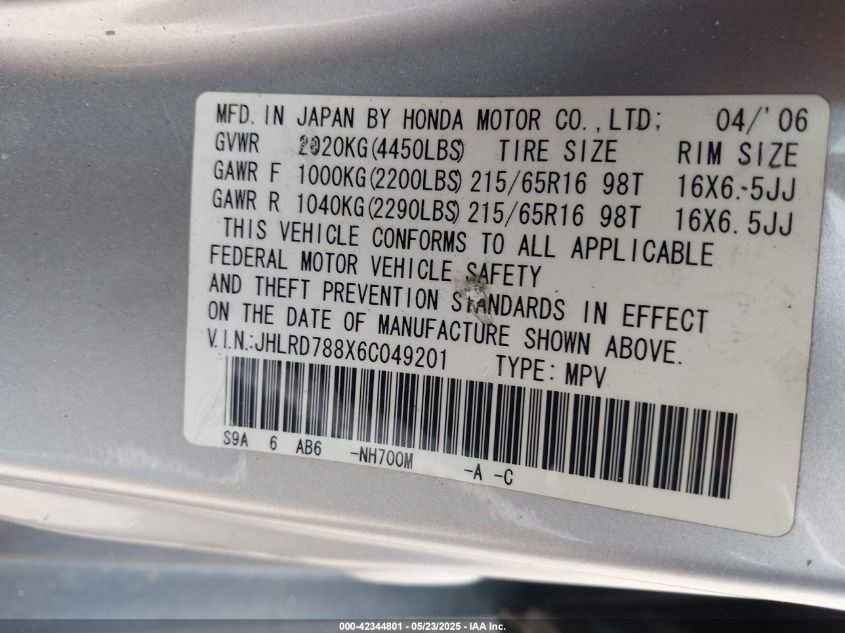 MFD. IN JAPAN BY HONDA MOTOR CO.,LTD; 04/'06
GVWR 2020KG(4450LBS) TIRE SIZE RIM SIZE
GAWR F 1000KG(2200LBS) 215/65R16 98T 16X6.5JJ
GAWR R 1040KG(2290LBS) 215/65R16 98T 16X6.5JJ
THIS VEHICLE CONFORMS TO ALL APPLICABLE
FEDERAL MOTOR VEHICLE SAFETY
AND THEFT PREVENTION STANDARDS IN EFFECT
ON THE DATE OF MANUFACTURE SHOWN ABOVE.
V.I.N.:JHLRD788X6C049201 TYPE: MPV
S9A 6 AB6 -NH700M -A -C
000-42344801 - 05/23/2025 - IAA Inc.